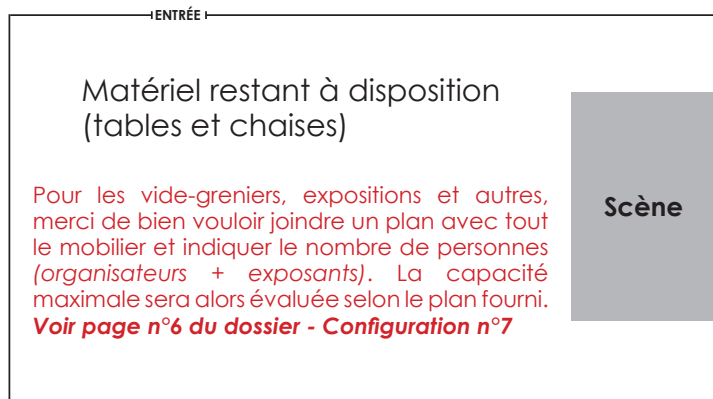 ENTRÉE
Matériel restant à disposition
(tables et chaises)
Pour les vide-greniers, expositions et autres,
merci de bien vouloir joindre un plan avec tout
le mobilier et indiquer le nombre de personnes
(organisateurs + exposants). La capacité
maximale sera alors évaluée selon le plan fourni.
Voir page n°6 du dossier - Configuration n°7
Scène